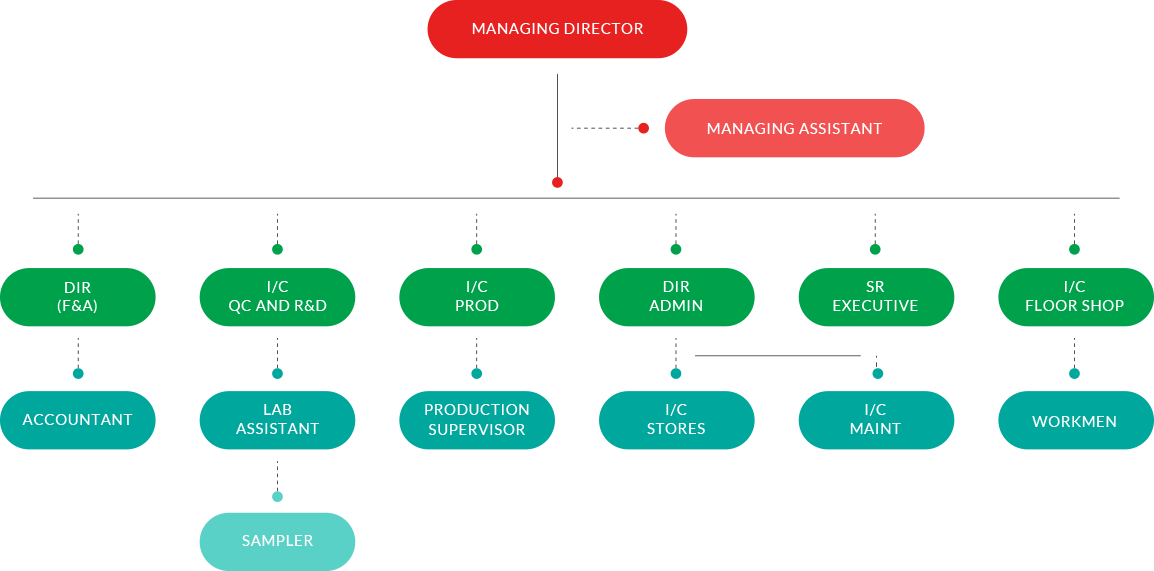 MANAGING DIRECTOR
MANAGING ASSISTANT
DIR
(F&A)
I/C
QC AND R&D
I/C
PROD
DIR
ADMIN
SR
EXECUTIVE
I/C
FLOOR SHOP
ACCOUNTANT
LAB
ASSISTANT
PRODUCTION
SUPERVISOR
I/C
STORES
I/C
MAINT
WORKMEN
SAMPLER